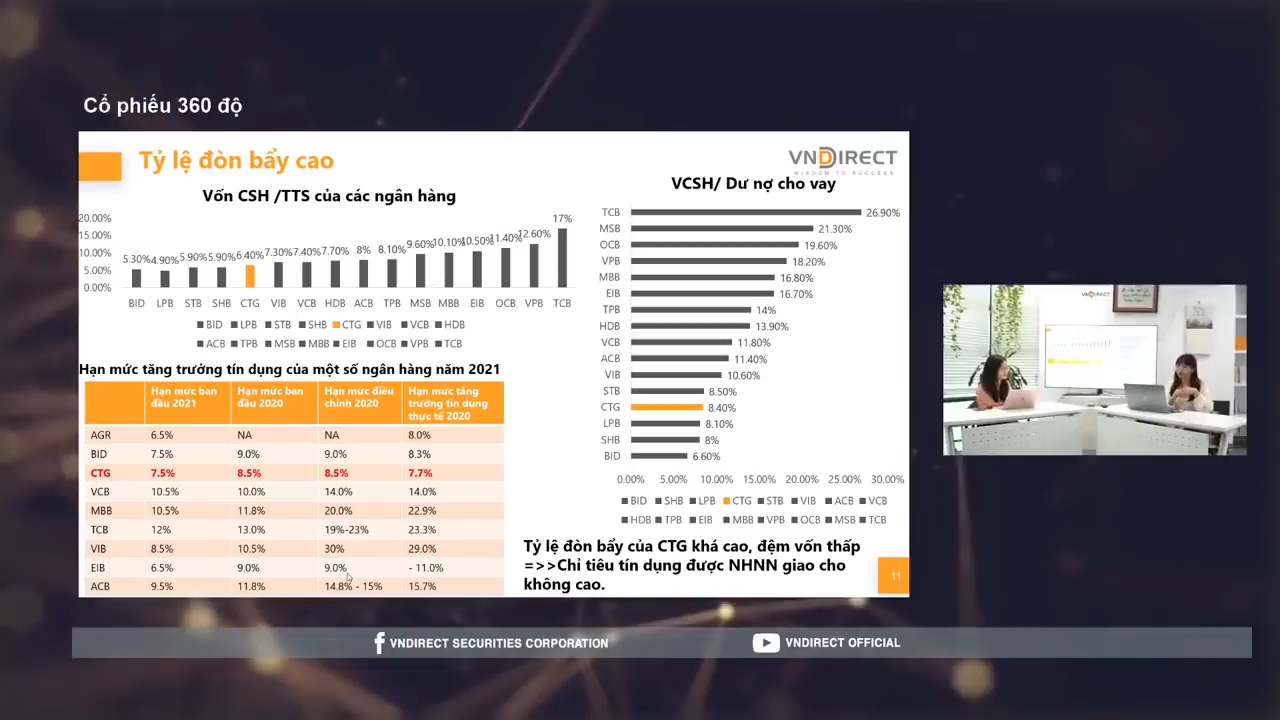 Cổ phiếu 360 độ
Tỷ lệ đòn bẩy cao
VNDIRECT
WISDOM TO SUCCESS
Vốn CSH /TTS của các ngân hàng
20.00%
15.00%
10.00%
5.00%
0.00%
5.30% 4.90% 5.90% 5.90% 6.40% 7.30% 7.40% 7.70% 8% 8.10% 9.60% 10.10% 10.50% 11.40% 12.60% 17%
BID LPB STB SHB CTG VIB VCB HDB ACB TPB MSB MBB EIB OCB VPB TCB
BID LPB STB SHB CTG VIB VCB HDB
ACB TPB MSB MBB EIB OCB VPB TCB
VCSH/ Dư nợ cho vay
TCB 26.90%
MSB 21.30%
OCB 19.60%
VPB 18.20%
MBB 16.80%
EIB 16.70%
TPB 14%
HDB 13.90%
VCB 11.80%
ACB 11.40%
VIB 10.60%
STB 8.50%
CTG 8.40%
LPB 8.10%
SHB 8%
BID 6.60%
0.00% 5.00% 10.00% 15.00% 20.00% 25.00% 30.00%
BID SHB LPB CTG STB VIB ACB VCB
HDB TPB EIB MBB VPB OCB MSB TCB
Hạn mức tăng trưởng tín dụng của một số ngân hàng năm 2021
Hạn mức ban đầu 2021 Hạn mức ban đầu 2020 Hạn mức điều chỉnh 2020 Hạn mức tăng trưởng tín dụng thực tế 2020
AGR 6.5% NA NA 8.0%
BID 7.5% 9.0% 9.0% 8.3%
CTG 7.5% 8.5% 8.5% 7.7%
VCB 10.5% 10.0% 14.0% 14.0%
MBB 10.5% 11.8% 20.0% 22.9%
TCB 12% 13.0% 19%-23% 23.3%
VIB 8.5% 10.5% 30% 29.0%
EIB 6.5% 9.0% 9.0% - 11.0%
ACB 9.5% 11.8% 14.8% - 15% 15.7%
Tỷ lệ đòn bẩy của CTG khá cao, đệm vốn thấp
=>>Chỉ tiêu tín dụng được NHNN giao cho
không cao.
11
VNDIRECT SECURITIES CORPORATION
VNDIRECT OFFICIAL